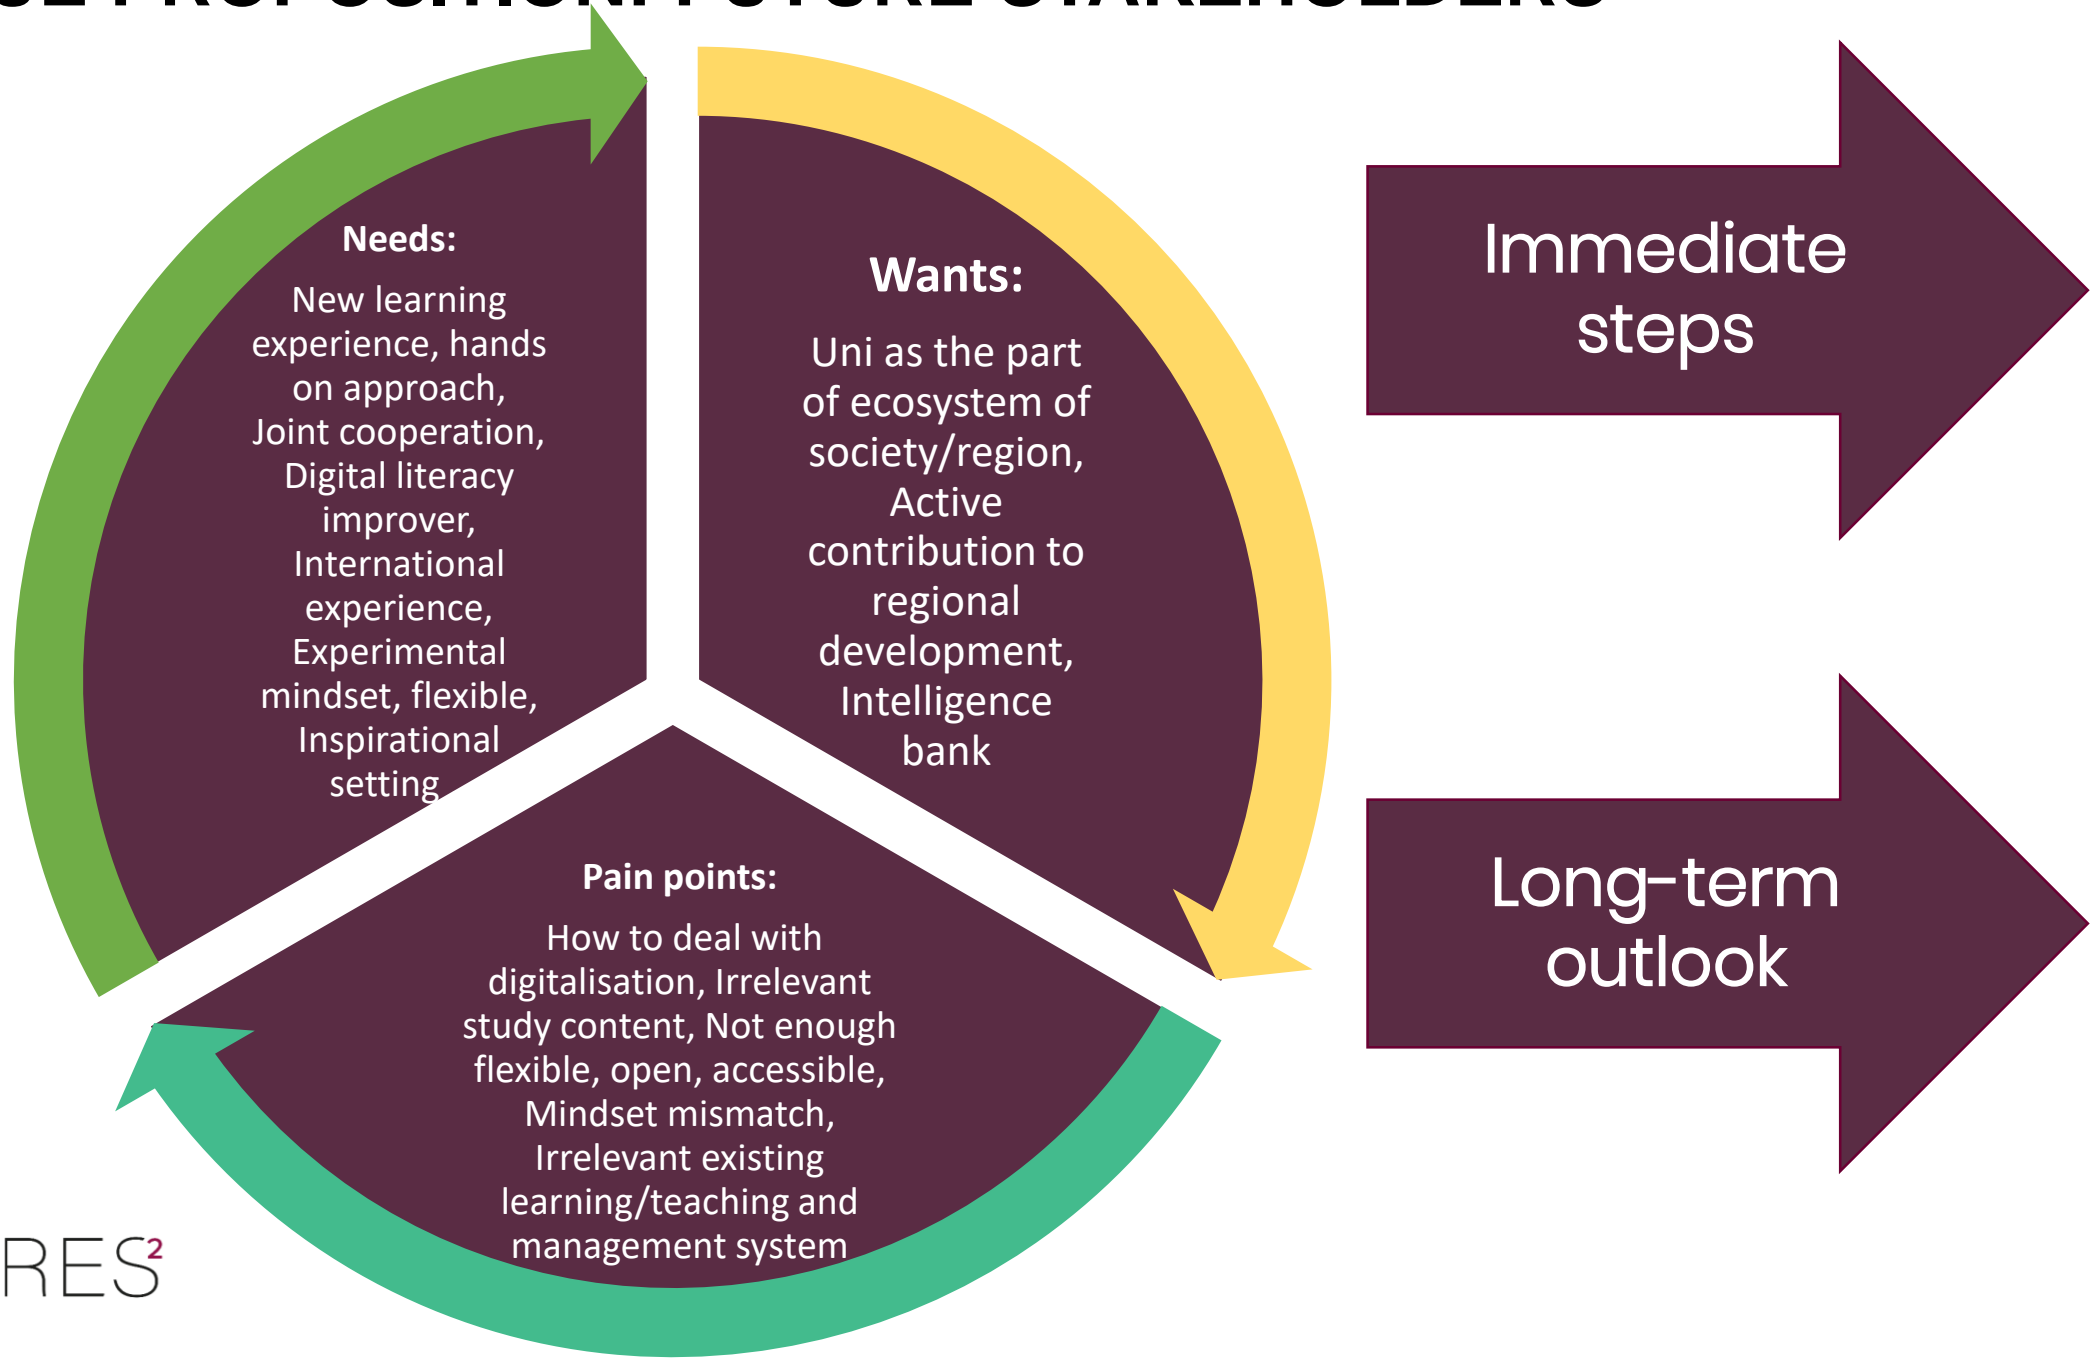 PROPOSITION: FUTURE STAKEHOLDERS
Needs:
New learning
experience, hands
on approach,
Joint cooperation,
Digital literacy
improver,
International
experience,
Experimental
mindset, flexible,
Inspirational
setting
Wants:
Uni as the part
of ecosystem of
society/region,
Active
contribution to
regional
development,
Intelligence
bank
Pain points:
How to deal with
digitalisation, Irrelevant
study content, Not enough
flexible, open, accessible,
Mindset mismatch,
Irrelevant existing
learning/teaching and
management system
Immediate
steps
Long-term
outlook
RES²